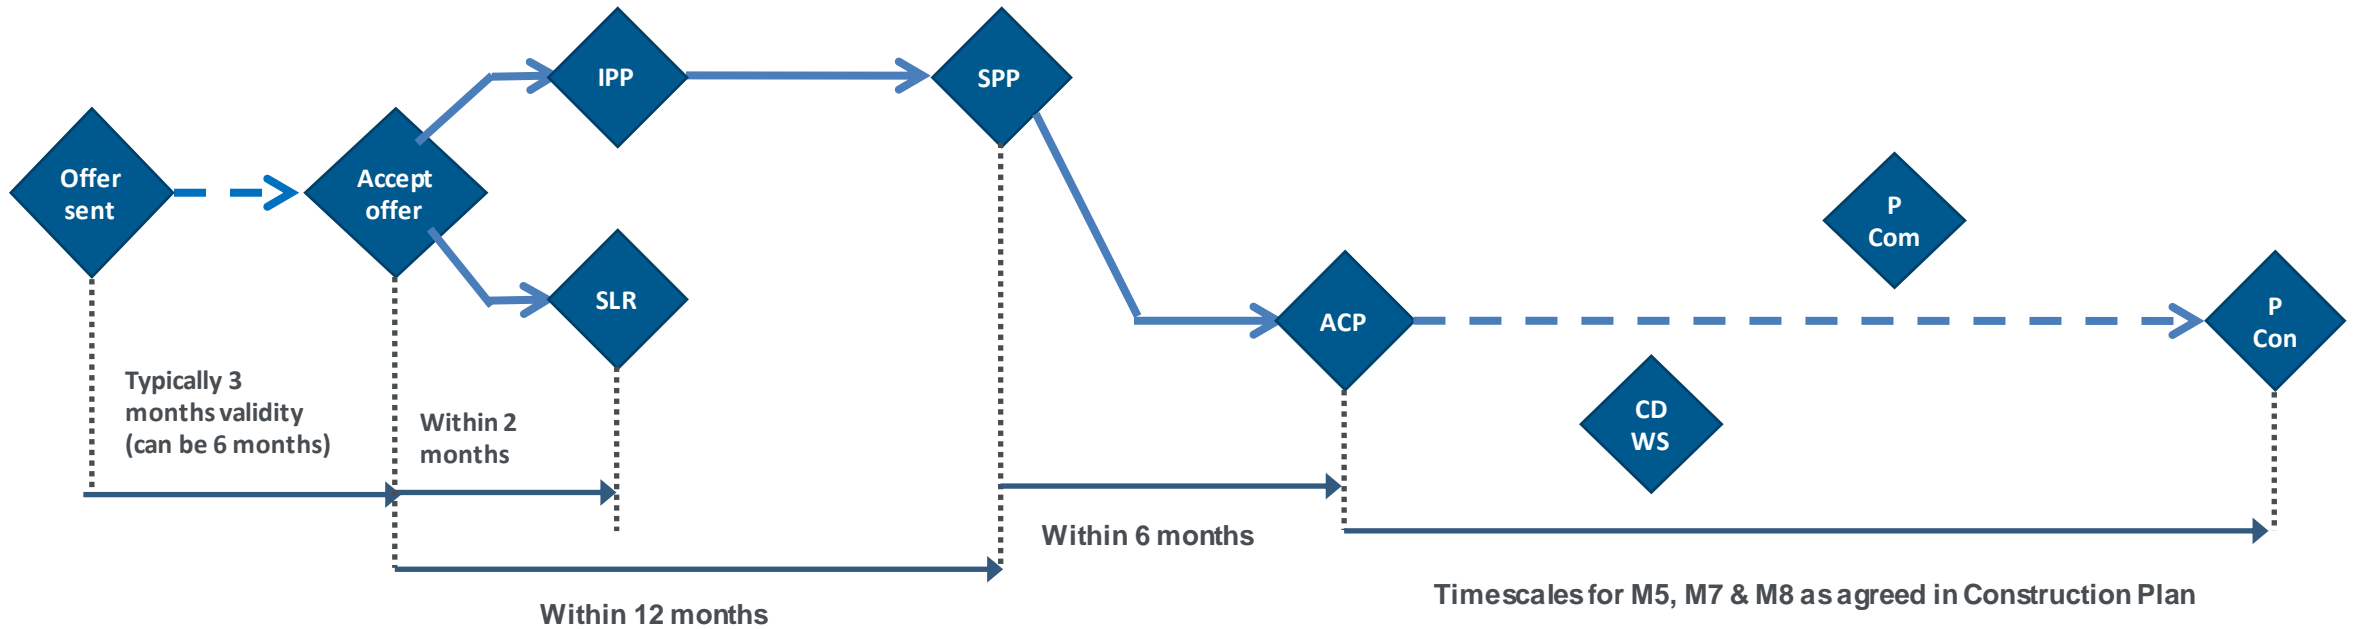 IPP
SPP
Offer
sent
Accept
offer
P
Com
SLR
ACP
P
Con
Typically 3
months validity
(can be 6 months)
Within 2
months
CD
WS
Within 6 months
Within 12 months
Timescales for M5, M7 & M8 as agreed in Construction Plan